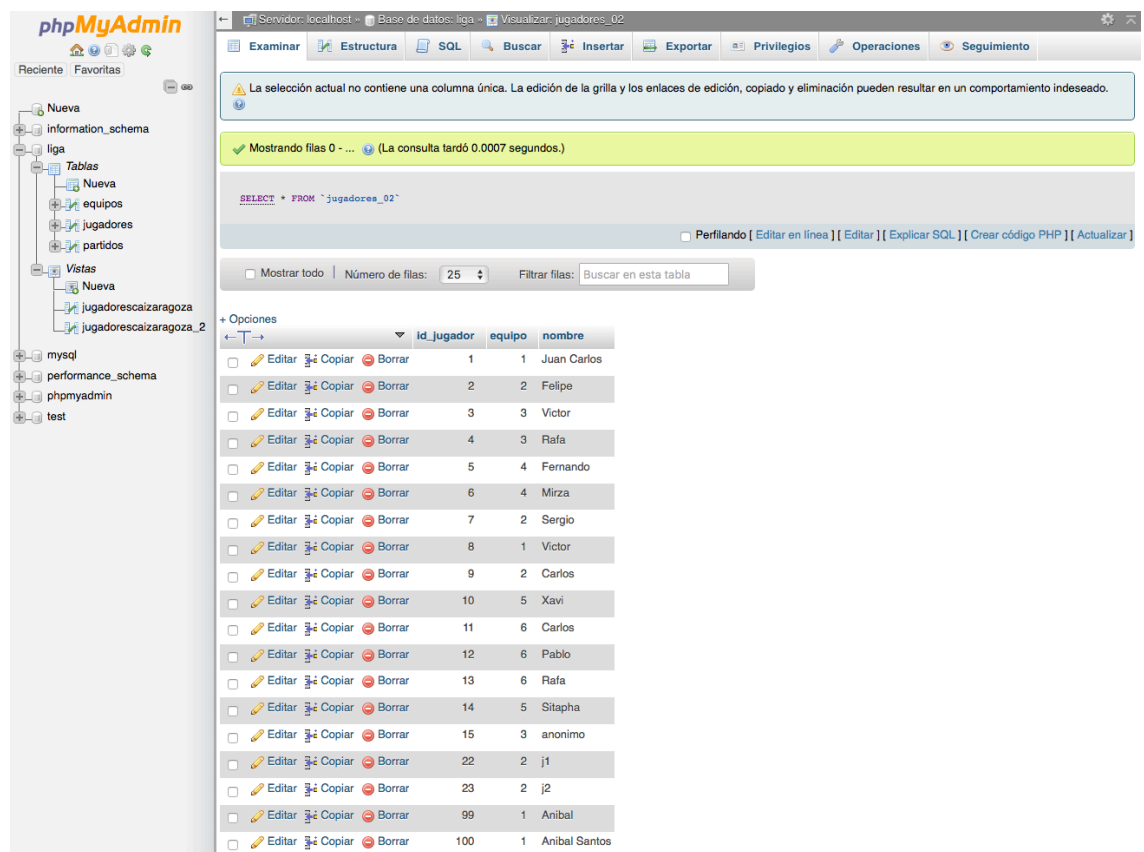 phpMyAdmin
Reciente Favoritas
Nueva
information_schema
liga
Tablas
Nueva
equipos
jugadores
partidos
Vistas
Nueva
jugadorescaizaragoza
jugadorescaizaragoza_2
mysql
performance_schema
phpmyadmin
test
Servidor: localhost » Base de datos: liga » Visualizar: jugadores_02
Examinar Estructura SQL Buscar Insertar Exportar Privilegios Operaciones Seguimiento
La selección actual no contiene una columna única. La edición de la grilla y los enlaces de edición, copiado y eliminación pueden resultar en un comportamiento indeseado.
Mostrando filas 0 - ... (La consulta tardó 0.0007 segundos.)
SELECT * FROM `jugadores_02`
Perfilando [ Editar en línea ] [ Editar ] [ Explicar SQL ] [ Crear código PHP ] [ Actualizar ]
Mostrar todo | Número de filas: 25 Filtrar filas: Buscar en esta tabla
+ Opciones
←T→ id_jugador equipo nombre
Editar Copiar Borrar 1 1 Juan Carlos
Editar Copiar Borrar 2 2 Felipe
Editar Copiar Borrar 3 3 Victor
Editar Copiar Borrar 4 3 Rafa
Editar Copiar Borrar 5 4 Fernando
Editar Copiar Borrar 6 4 Mirza
Editar Copiar Borrar 7 2 Sergio
Editar Copiar Borrar 8 1 Victor
Editar Copiar Borrar 9 2 Carlos
Editar Copiar Borrar 10 5 Xavi
Editar Copiar Borrar 11 6 Carlos
Editar Copiar Borrar 12 6 Pablo
Editar Copiar Borrar 13 6 Rafa
Editar Copiar Borrar 14 5 Sitapha
Editar Copiar Borrar 15 3 anonimo
Editar Copiar Borrar 22 2 j1
Editar Copiar Borrar 23 2 j2
Editar Copiar Borrar 99 1 Anibal
Editar Copiar Borrar 100 1 Anibal Santos